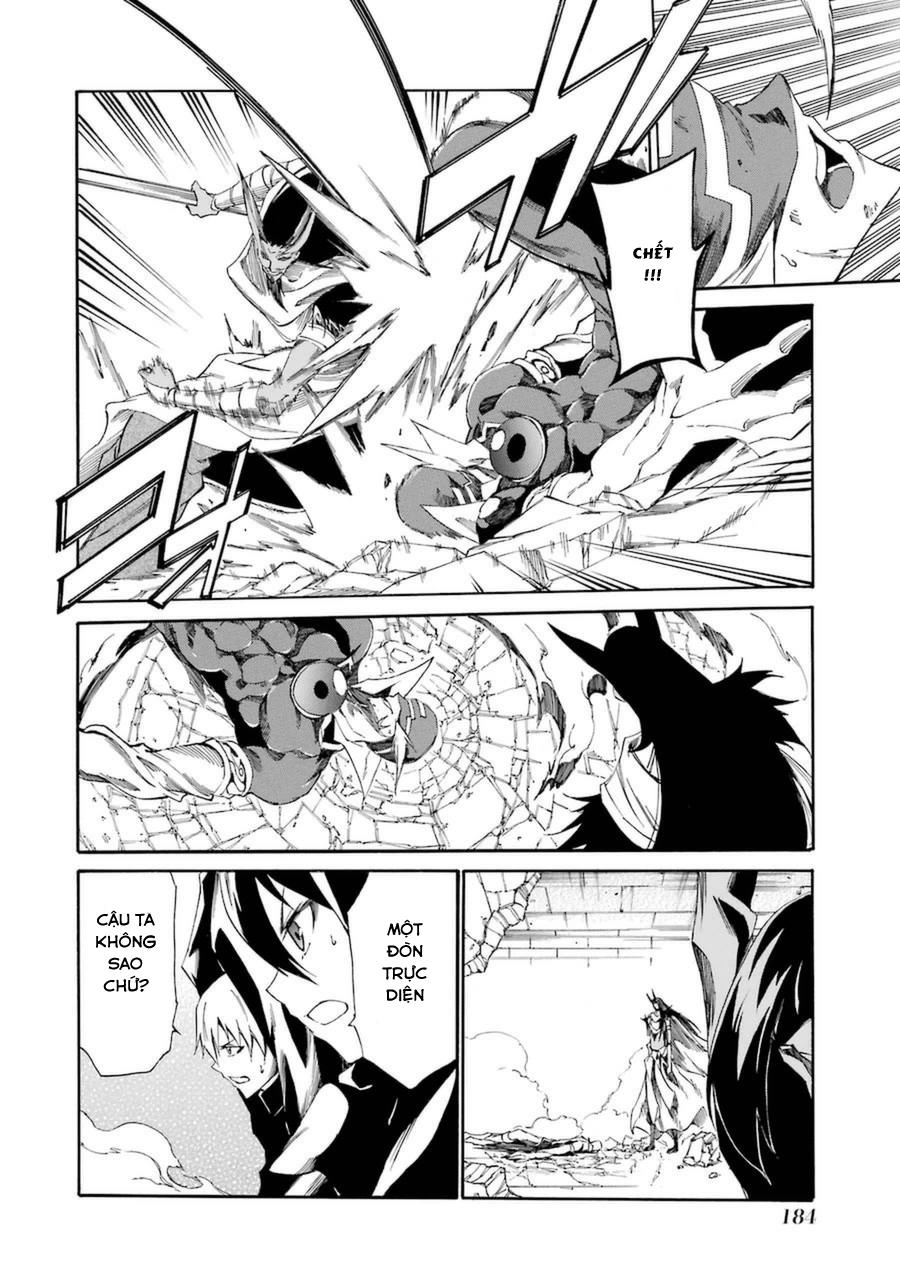 CHẾT
!!!
MỘT
ĐÒN
TRỰC
DIỆN
CẬU TA
KHÔNG
SAO
CHỨ?
184